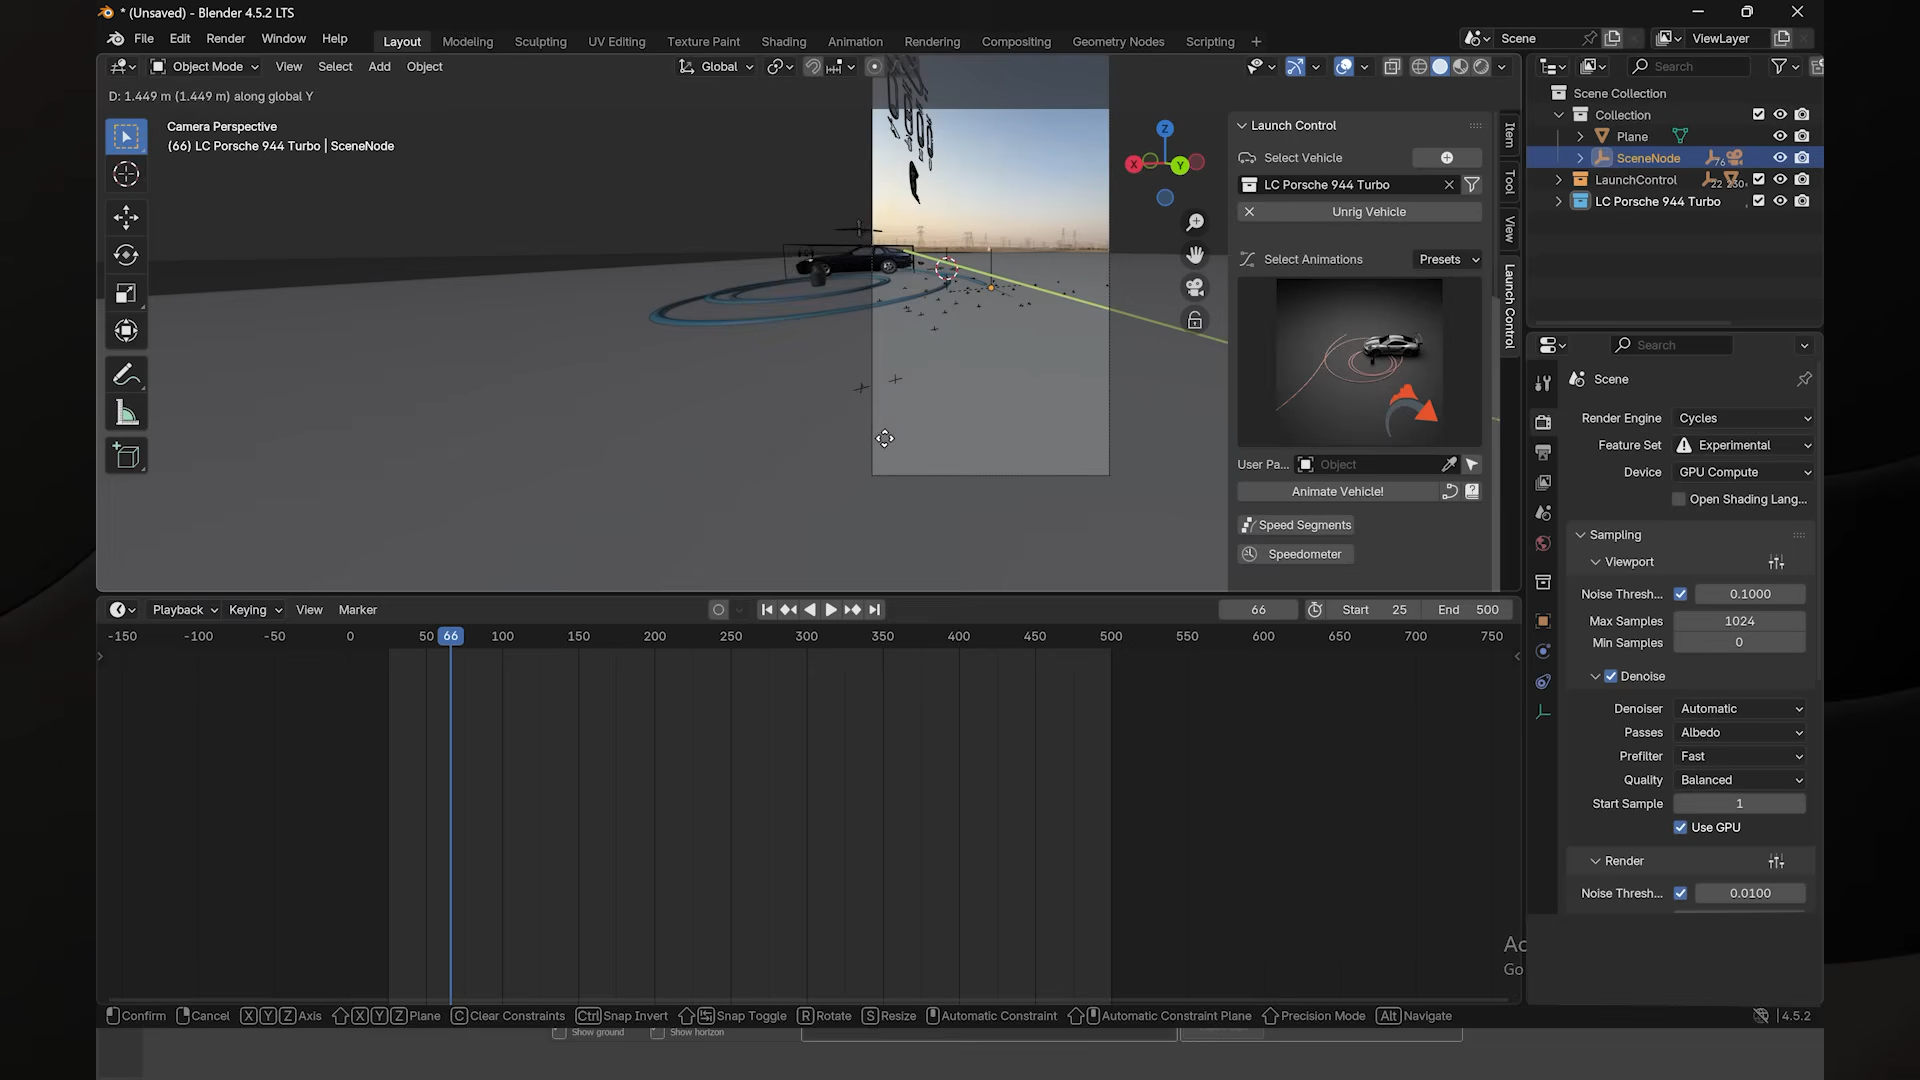 * (Unsaved) - Blender 4.5.2 LTS
File Edit Render Window Help Layout Modeling Sculpting UV Editing Texture Paint Shading Animation Rendering Compositing Geometry Nodes Scripting + Scene ViewLayer
Object Mode View Select Add Object Global Search
D: 1.449 m (1.449 m) along global Y
Camera Perspective
(66) LC Porsche 944 Turbo | SceneNode
Z
X
Y
Launch Control
Select Vehicle
LC Porsche 944 Turbo
Unrig Vehicle
Select Animations Presets
User Pa... Object
Animate Vehicle!
Speed Segments
Speedometer
Item
Tool
View
Launch Control
Scene Collection
Collection
Plane
SceneNode 76
LaunchControl 22
LC Porsche 944 Turbo
Search
Scene
Render Engine Cycles
Feature Set Experimental
Device GPU Compute
Open Shading Lang...
Sampling
Viewport
Noise Thresh... 0.1000
Max Samples 1024
Min Samples 0
Denoise
Denoiser Automatic
Passes Albedo
Prefilter Fast
Quality Balanced
Start Sample 1
Use GPU
Render
Noise Thresh... 0.0100
Playback Keying View Marker 66 Start 25 End 500
-150 -100 -50 0 50 66 100 150 200 250 300 350 400 450 500 550 600 650 700 750
Ac
Go
Confirm Cancel X Y Z Axis X Y Z Plane C Clear Constraints Ctrl Snap Invert Snap Toggle R Rotate S Resize Automatic Constraint Automatic Constraint Plane Precision Mode Alt Navigate 4.5.2
Show ground Show horizon